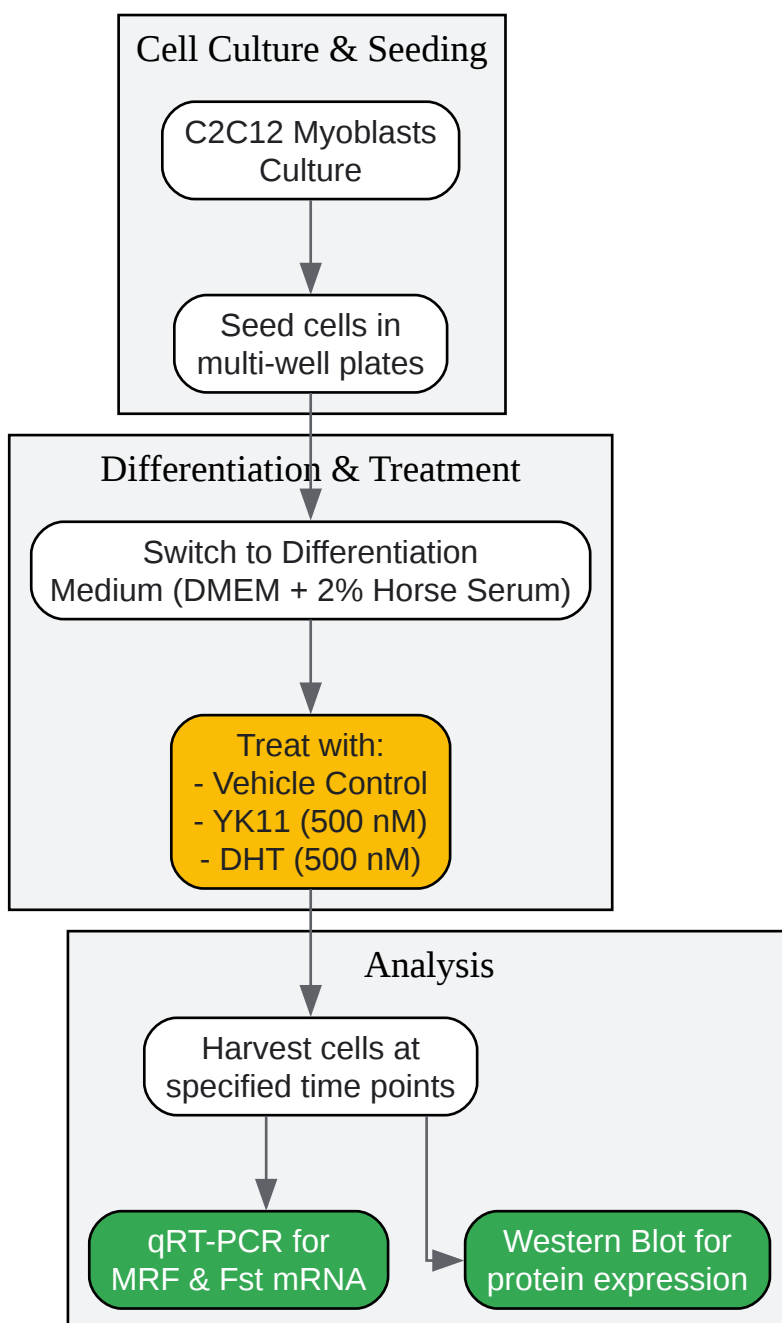 Cell Culture & Seeding
C2C12 Myoblasts
Culture
Seed cells in
multi-well plates
Differentiation & Treatment
Switch to Differentiation
Medium (DMEM + 2% Horse Serum)
Treat with:
- Vehicle Control
- YK11 (500 nM)
- DHT (500 nM)
Analysis
Harvest cells at
specified time points
qRT-PCR for
MRF & Fst mRNA
Western Blot for
protein expression